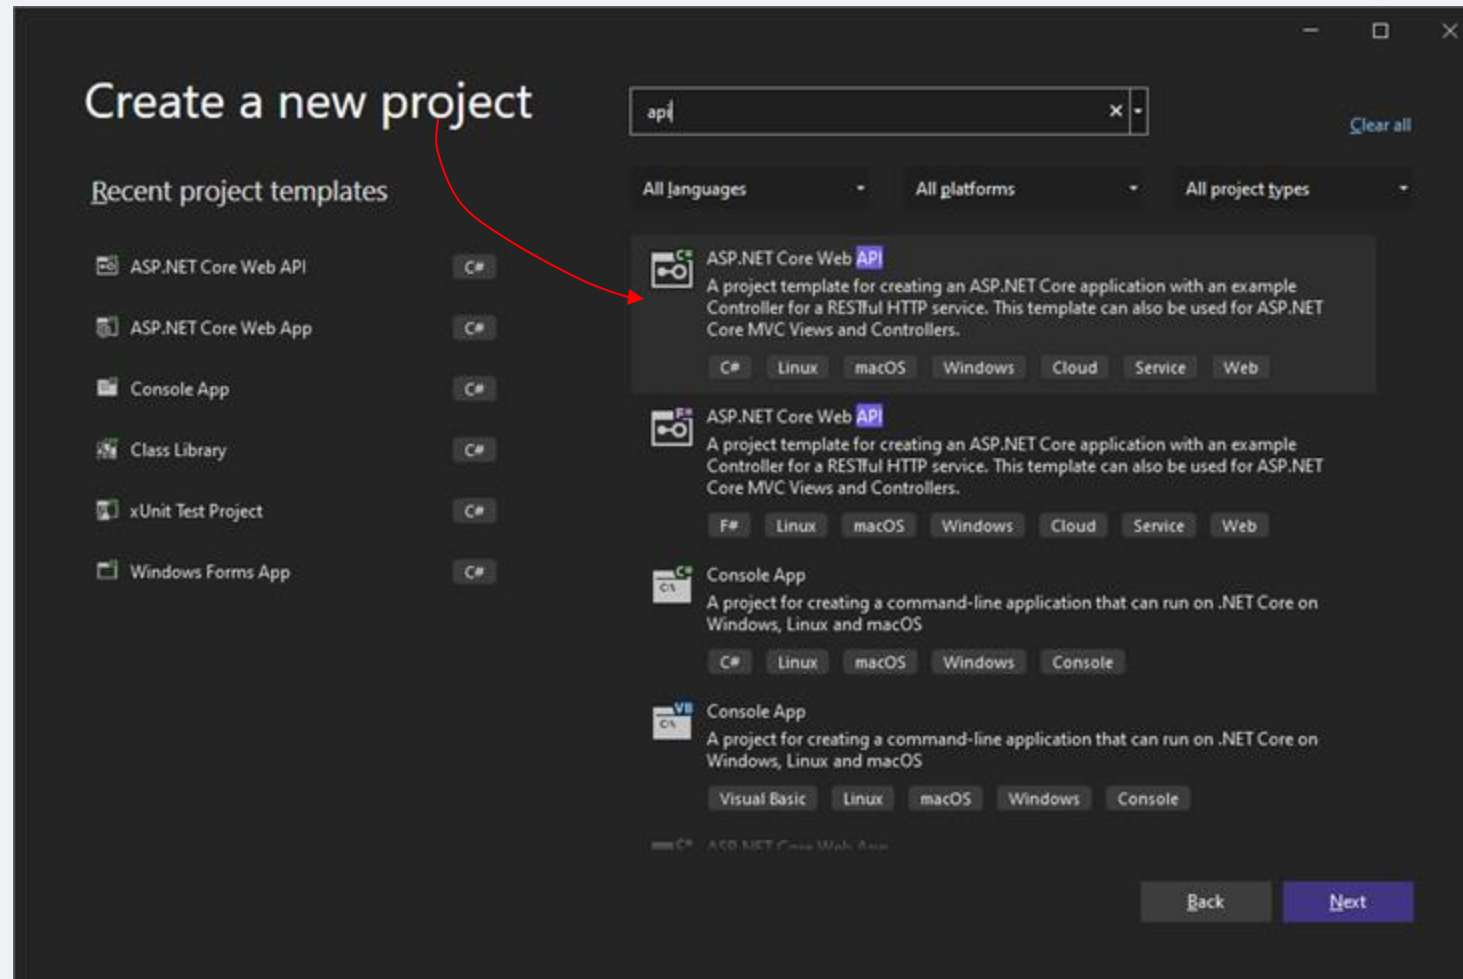 Create a new project
api
Clear all
Recent project templates
All languages
All platforms
All project types
ASP.NET Core Web API
C#
ASP.NET Core Web App
C#
Console App
C#
Class Library
C#
xUnit Test Project
C#
Windows Forms App
C#
C#
ASP.NET Core Web API
A project template for creating an ASP.NET Core application with an example
Controller for a RESTful HTTP service. This template can also be used for ASP.NET
Core MVC Views and Controllers.
C# Linux macOS Windows Cloud Service Web
F#
ASP.NET Core Web API
A project template for creating an ASP.NET Core application with an example
Controller for a RESTful HTTP service. This template can also be used for ASP.NET
Core MVC Views and Controllers.
F# Linux macOS Windows Cloud Service Web
C#
Console App
A project for creating a command-line application that can run on .NET Core on
Windows, Linux and macOS
C# Linux macOS Windows Console
VB
Console App
A project for creating a command-line application that can run on .NET Core on
Windows, Linux and macOS
Visual Basic Linux macOS Windows Console
C#
ASP.NET Core Web App
Back
Next